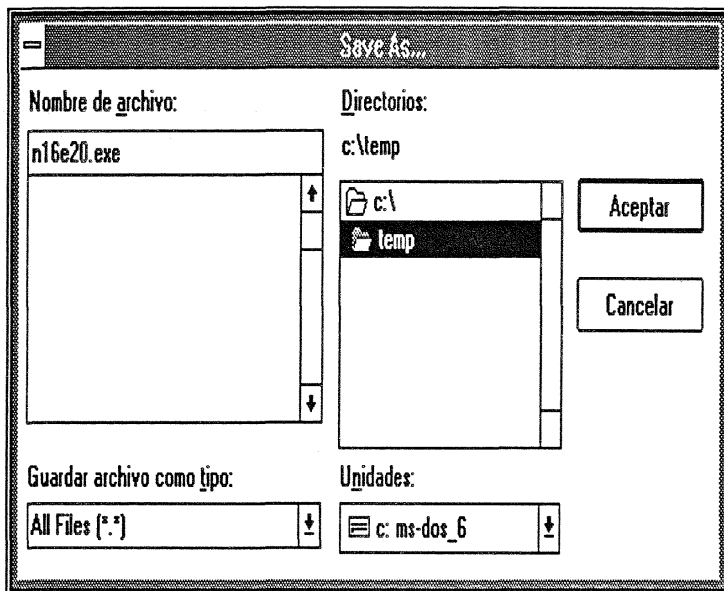 Save As...
Nombre de archivo:
n16e20.exe
Directorios:
c:\temp
c:\
temp
Aceptar
Cancelar
Guardar archivo como tipo:
All Files (*.*)
Unidades:
c: ms-dos_6